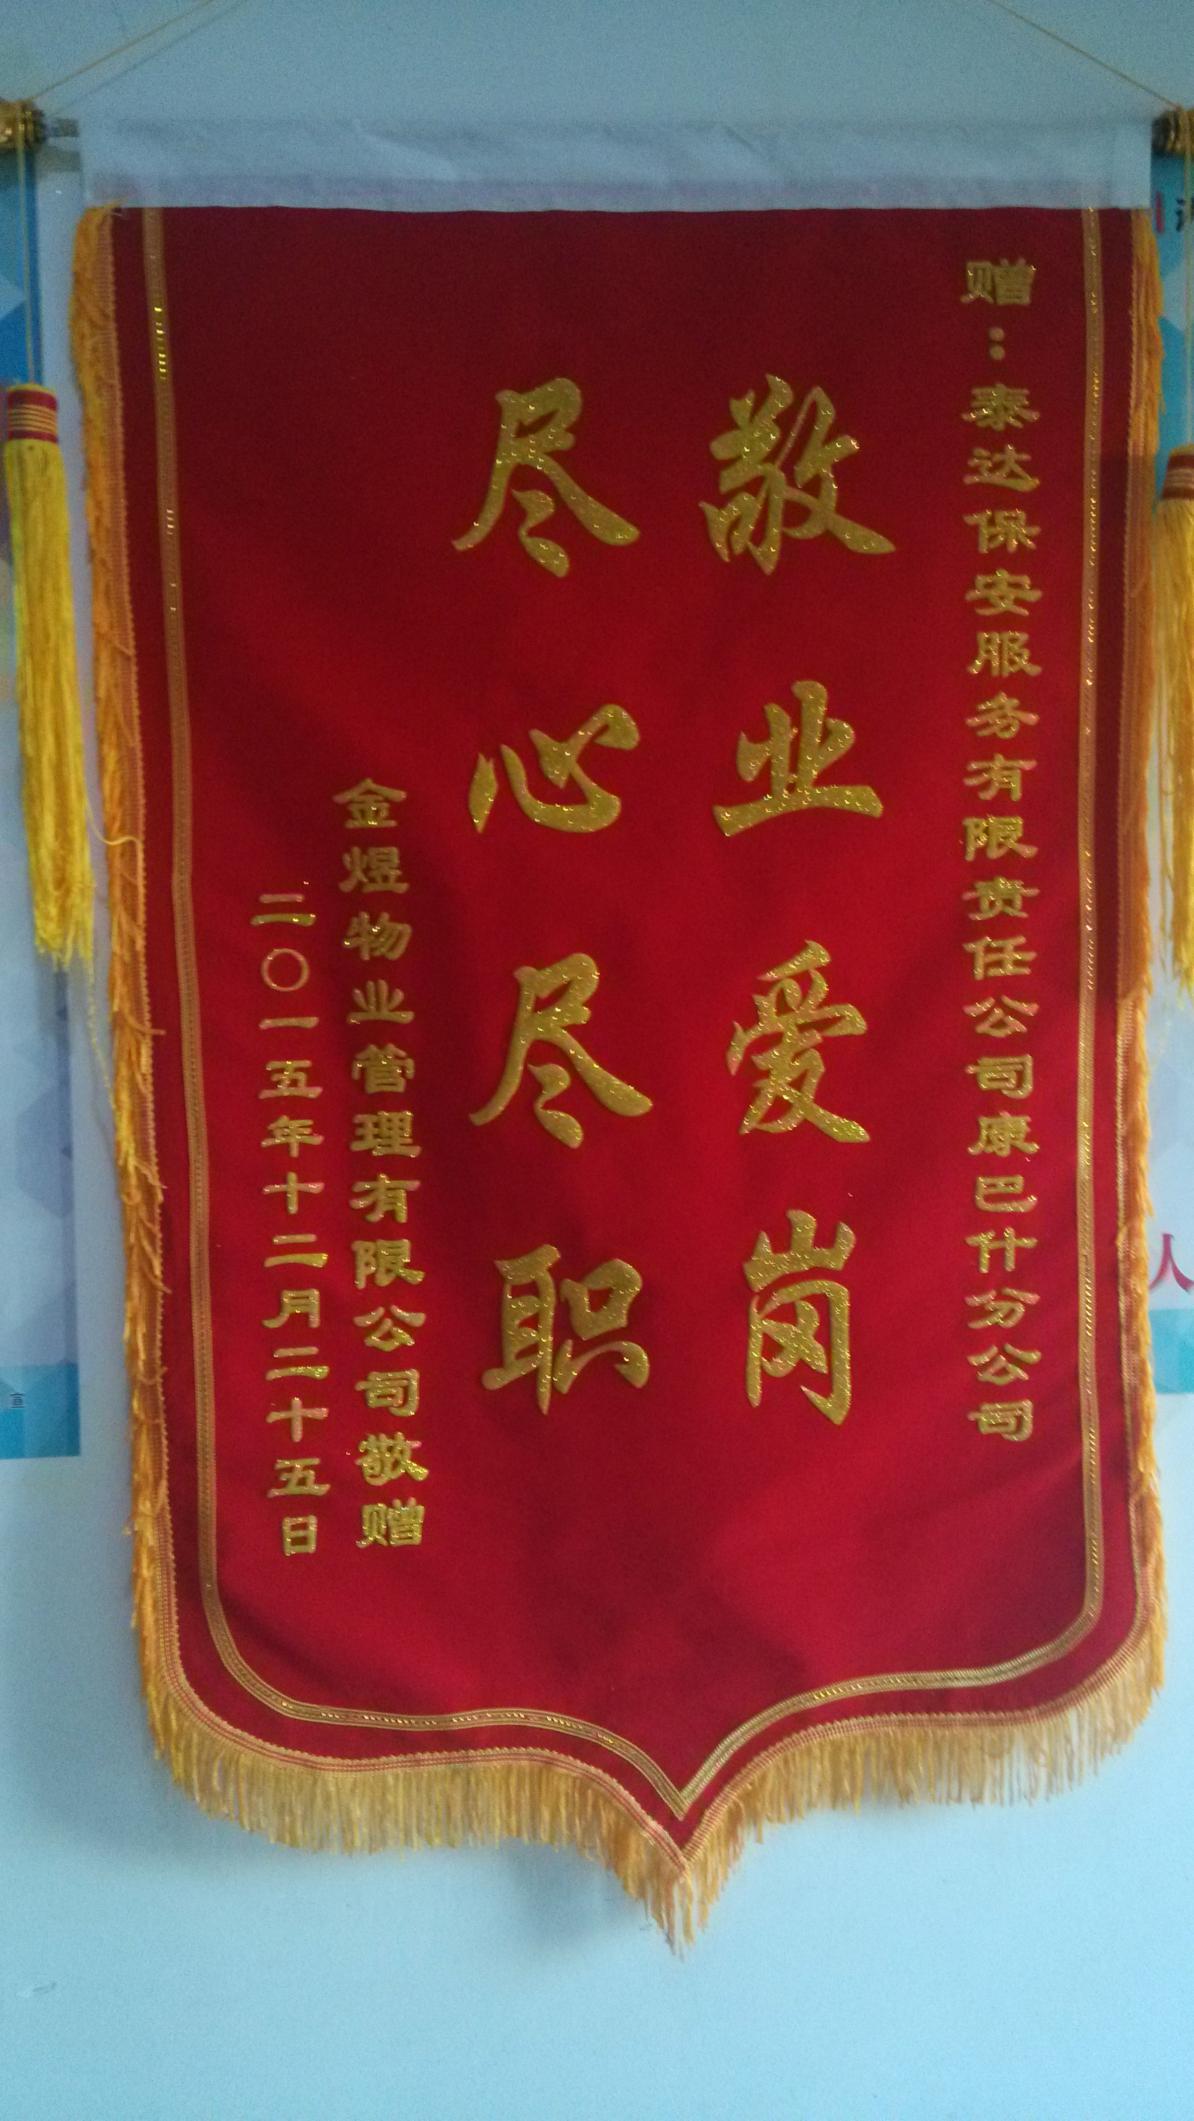 赠：泰达保安服务有限责任公司康巴什分公司
敬业爱岗
尽心尽职
金煜物业管理有限公司敬赠
二〇一五年十二月二十五日
人
宣